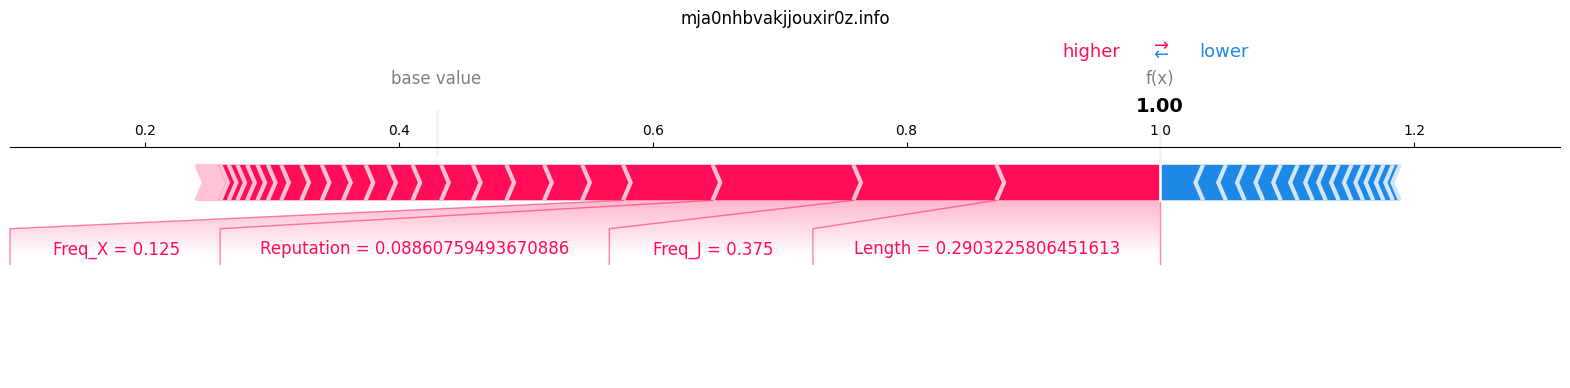 mja0nhbvakjjouxir0z.info
higher ⇄ lower
base value f(x)
1.00
0.2 0.4 0.6 0.8 1.0 1.2
Freq_X = 0.125 Reputation = 0.08860759493670886 Freq_J = 0.375 Length = 0.2903225806451613